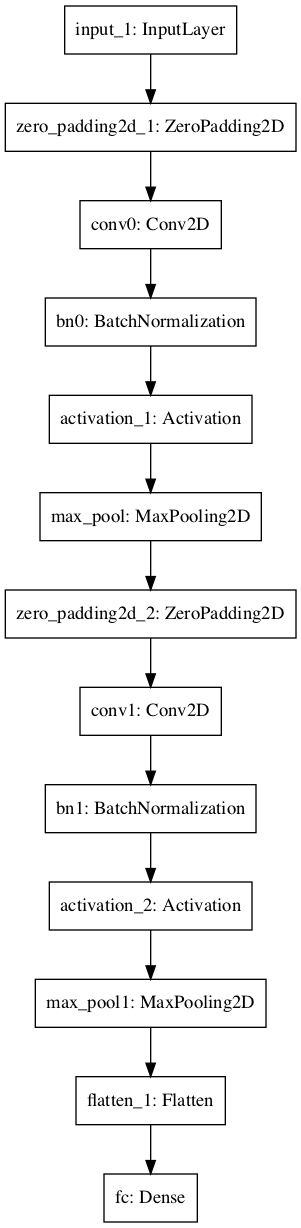 input_1: InputLayer
zero_padding2d_1: ZeroPadding2D
conv0: Conv2D
bn0: BatchNormalization
activation_1: Activation
max_pool: MaxPooling2D
zero_padding2d_2: ZeroPadding2D
conv1: Conv2D
bn1: BatchNormalization
activation_2: Activation
max_pool1: MaxPooling2D
flatten_1: Flatten
fc: Dense